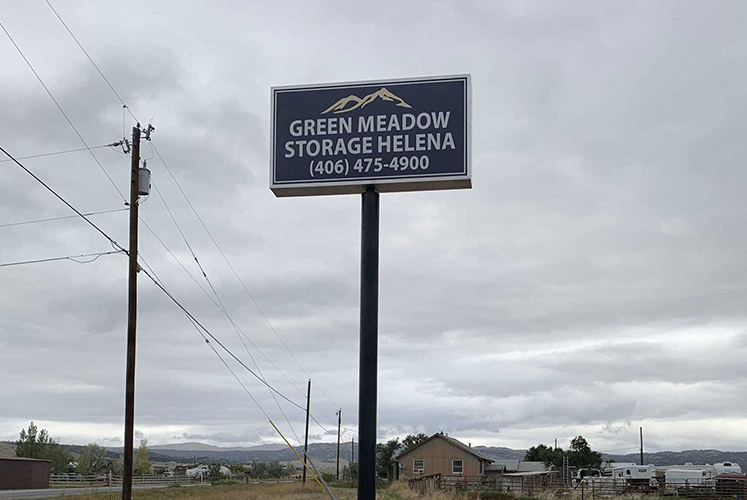 GREEN MEADOW
STORAGE HELENA
(406) 475-4900